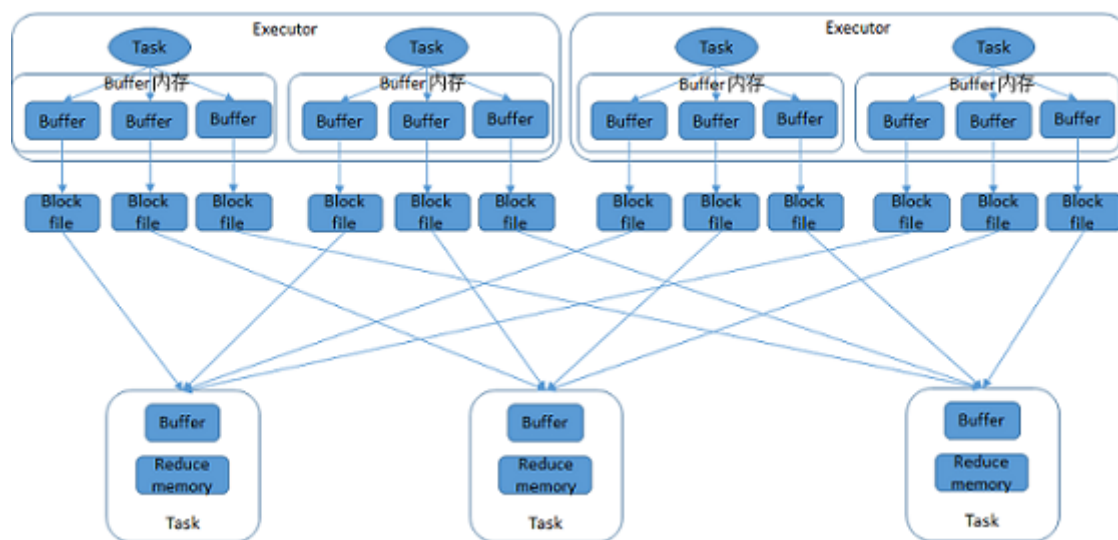 Executor
Executor
Task
Task
Task
Task
Buffer内存
Buffer内存
Buffer内存
Buffer内存
Buffer
Buffer
Buffer
Buffer
Buffer
Buffer
Buffer
Buffer
Buffer
Buffer
Buffer
Buffer
Block
file
Block
file
Block
file
Block
file
Block
file
Block
file
Block
file
Block
file
Block
file
Block
file
Block
file
Block
file
Buffer
Reduce
memory
Task
Buffer
Reduce
memory
Task
Buffer
Reduce
memory
Task